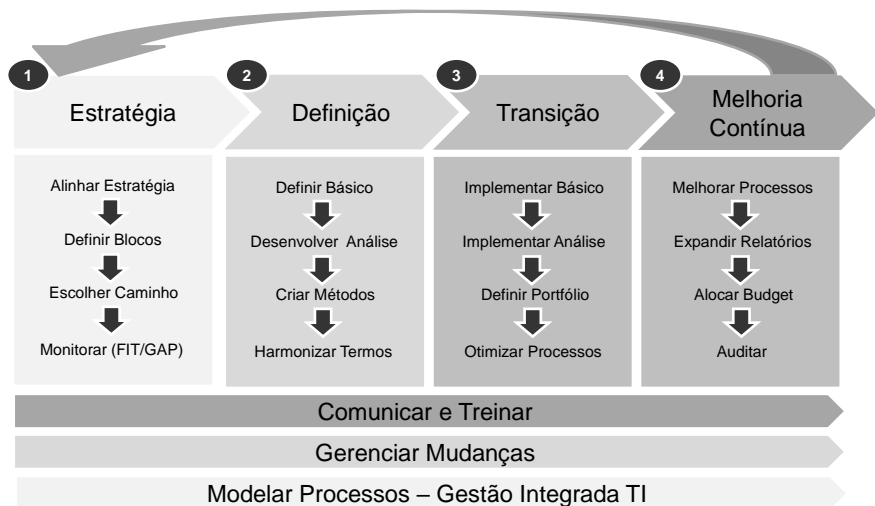 1
Estratégia
Alinhar Estratégia
Definir Blocos
Escolher Caminho
Monitorar (FIT/GAP)
2
Definição
Definir Básico
Desenvolver Análise
Criar Métodos
Harmonizar Termos
3
Transição
Implementar Básico
Implementar Análise
Definir Portfólio
Otimizar Processos
4
Melhoria
Contínua
Melhorar Processos
Expandir Relatórios
Alocar Budget
Auditar
Comunicar e Treinar
Gerenciar Mudanças
Modelar Processos – Gestão Integrada TI